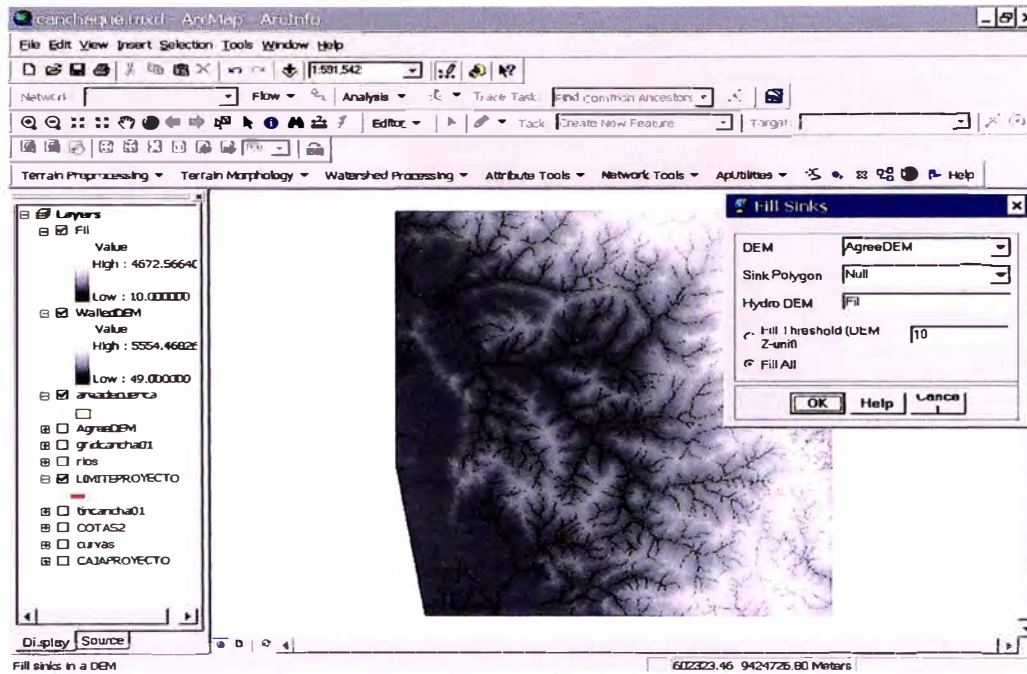 canchaque.mxd - ArcMap - ArcInfo
File Edit View Insert Selection Tools Window Help
1:591,542
Network: Flow Analysis Trace Task: Find Common Ancestors
Editor Task: Create New Feature Target:
Terrain Preprocessing Terrain Morphology Watershed Processing Attribute Tools Network Tools ApUtilities Help
Layers
Fil
Value
High : 4672.5664
Low : 10.000000
WalledDEM
Value
High : 5554.4682
Low : 49.000000
areadecuenca
AgreeDEM
gridcancha01
rios
LIMITEPROYECTO
tincancha01
COTAS2
curvas
CAJAPROYECTO
Display Source
Fill sinks in a DEM
602323.46 9424726.80 Meters
Fill Sinks
DEM AgreeDEM
Sink Polygon Null
Hydro DEM Fil
Fill Threshold (DEM Z-unit) 10
Fill All
OK Help Cancel